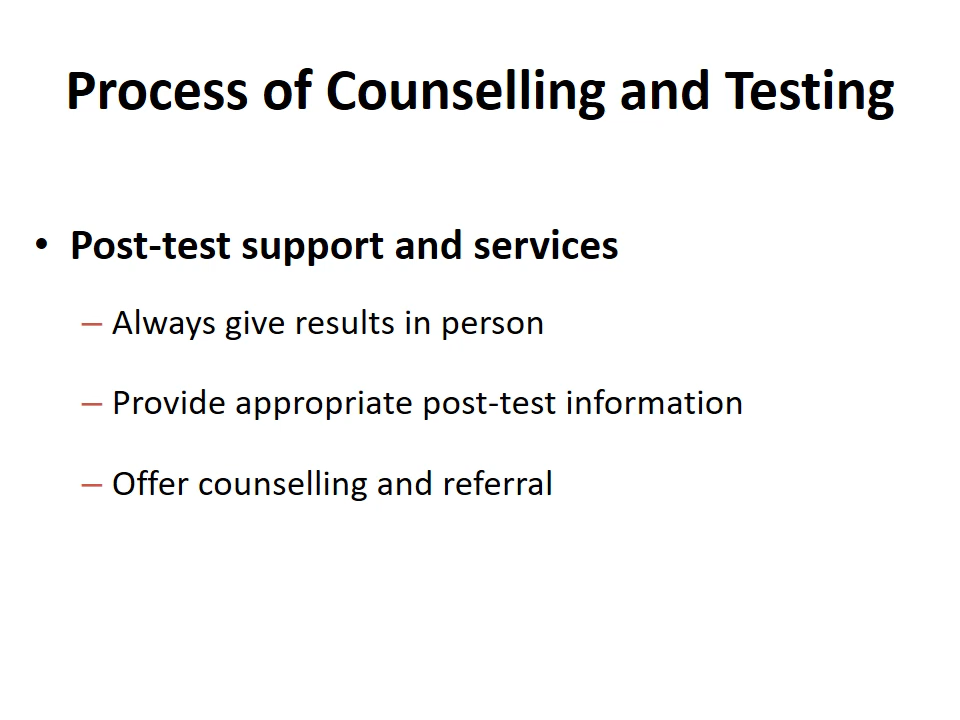 Process of Counselling and Testing
• Post-test support and services
– Always give results in person
– Provide appropriate post-test information
– Offer counselling and referral